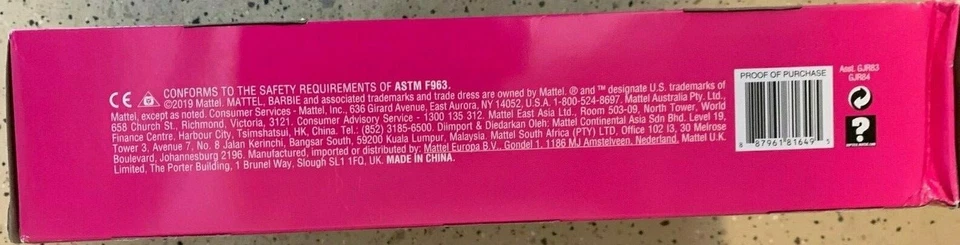 CE CONFORMS TO THE SAFETY REQUIREMENTS OF ASTM F963.
©2019 Mattel. MATTEL, BARBIE and associated trademarks and trade dress are owned by Mattel. ® and ™ designate U.S. trademarks of
Mattel, except as noted. Consumer Services - Mattel, Inc., 636 Girard Avenue, East Aurora, NY 14052, U.S.A. 1-800-524-8697. Mattel Australia Pty., Ltd.,
658 Church St., Richmond, Victoria, 3121. Consumer Advisory Service - 1300 135 312. Mattel East Asia Ltd., Room 503-09, North Tower, World
Finance Centre, Harbour City, Tsimshatsui, HK, China. Tel.: (852) 3185-6500. Diimport & Diedarkan Oleh: Mattel Continental Asia Sdn Bhd. Level 19,
Tower 3, Avenue 7, No. 8 Jalan Kerinchi, Bangsar South, 59200 Kuala Lumpur, Malaysia. Mattel South Africa (PTY) LTD, Office 102 I3, 30 Melrose
Boulevard, Johannesburg 2196. Manufactured, imported or distributed by: Mattel Europa B.V., Gondel 1, 1186 MJ Amstelveen, Nederland, Mattel U.K.
Limited, The Porter Building, 1 Brunel Way, Slough SL1 1FQ, UK. MADE IN CHINA.
PROOF OF PURCHASE
8 87961 81649 5
Asst. GJR83
GJR84
?